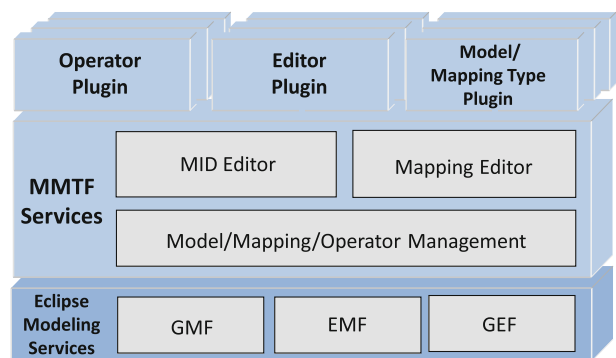 Operator
Plugin
Editor
Plugin
Model/
Mapping Type
Plugin
MMTF
Services
MID Editor
Mapping Editor
Model/Mapping/Operator Management
Eclipse
Modeling
Services
GMF
EMF
GEF